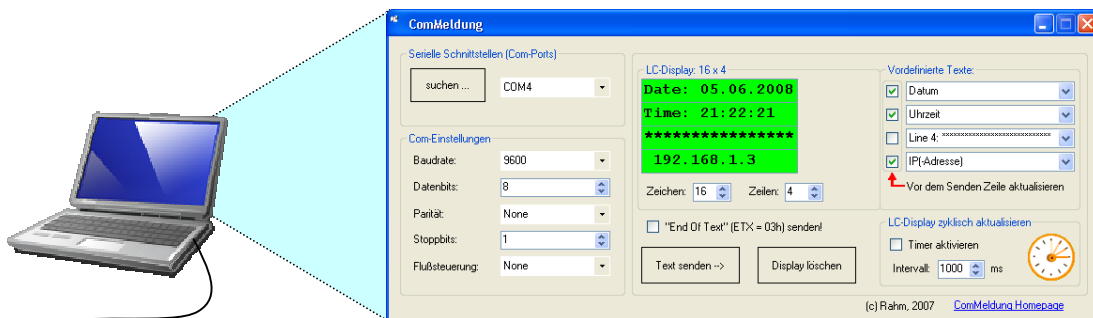 ComMeldung
Serielle Schnittstellen (Com-Ports)
suchen ...
COM4
Com-Einstellungen
Baudrate: 9600
Datenbits: 8
Parität: None
Stoppbits: 1
Flußsteuerung: None
LC-Display: 16 x 4
Date: 05.06.2008
Time: 21:22:21
****************
192.168.1.3
Zeichen: 16 Zeilen: 4
"End Of Text" (ETX = 03h) senden!
Text senden -->
Display löschen
Vordefinierte Texte:
Datum
Uhrzeit
Line 4: ****************************
IP(-Adresse)
Vor dem Senden Zeile aktualisieren
LC-Display zyklisch aktualisieren
Timer aktivieren
Intervall: 1000 ms
(c) Rahm, 2007 ComMeldung Homepage